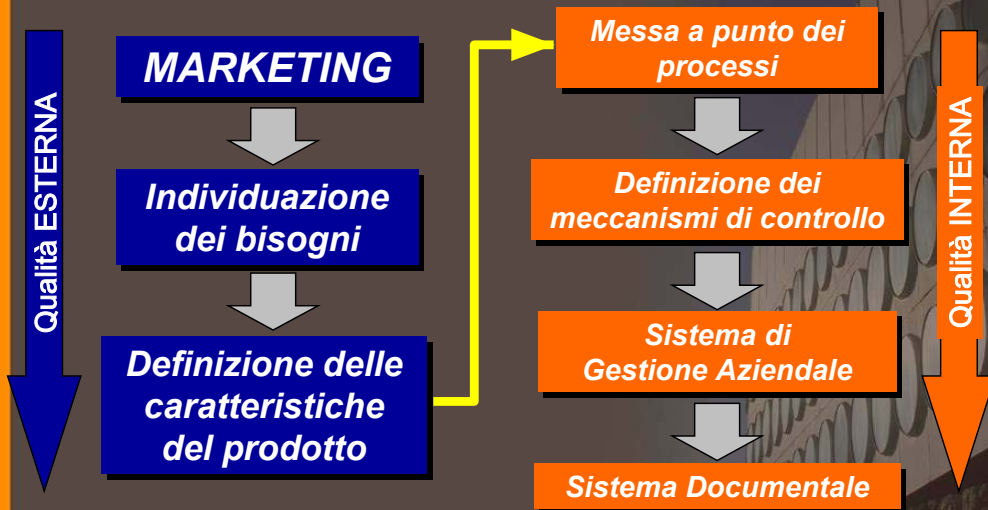 Qualità ESTERNA
MARKETING
Individuazione
dei bisogni
Definizione delle
caratteristiche
del prodotto
Messa a punto dei
processi
Definizione dei
meccanismi di controllo
Sistema di
Gestione Aziendale
Sistema Documentale
Qualità INTERNA